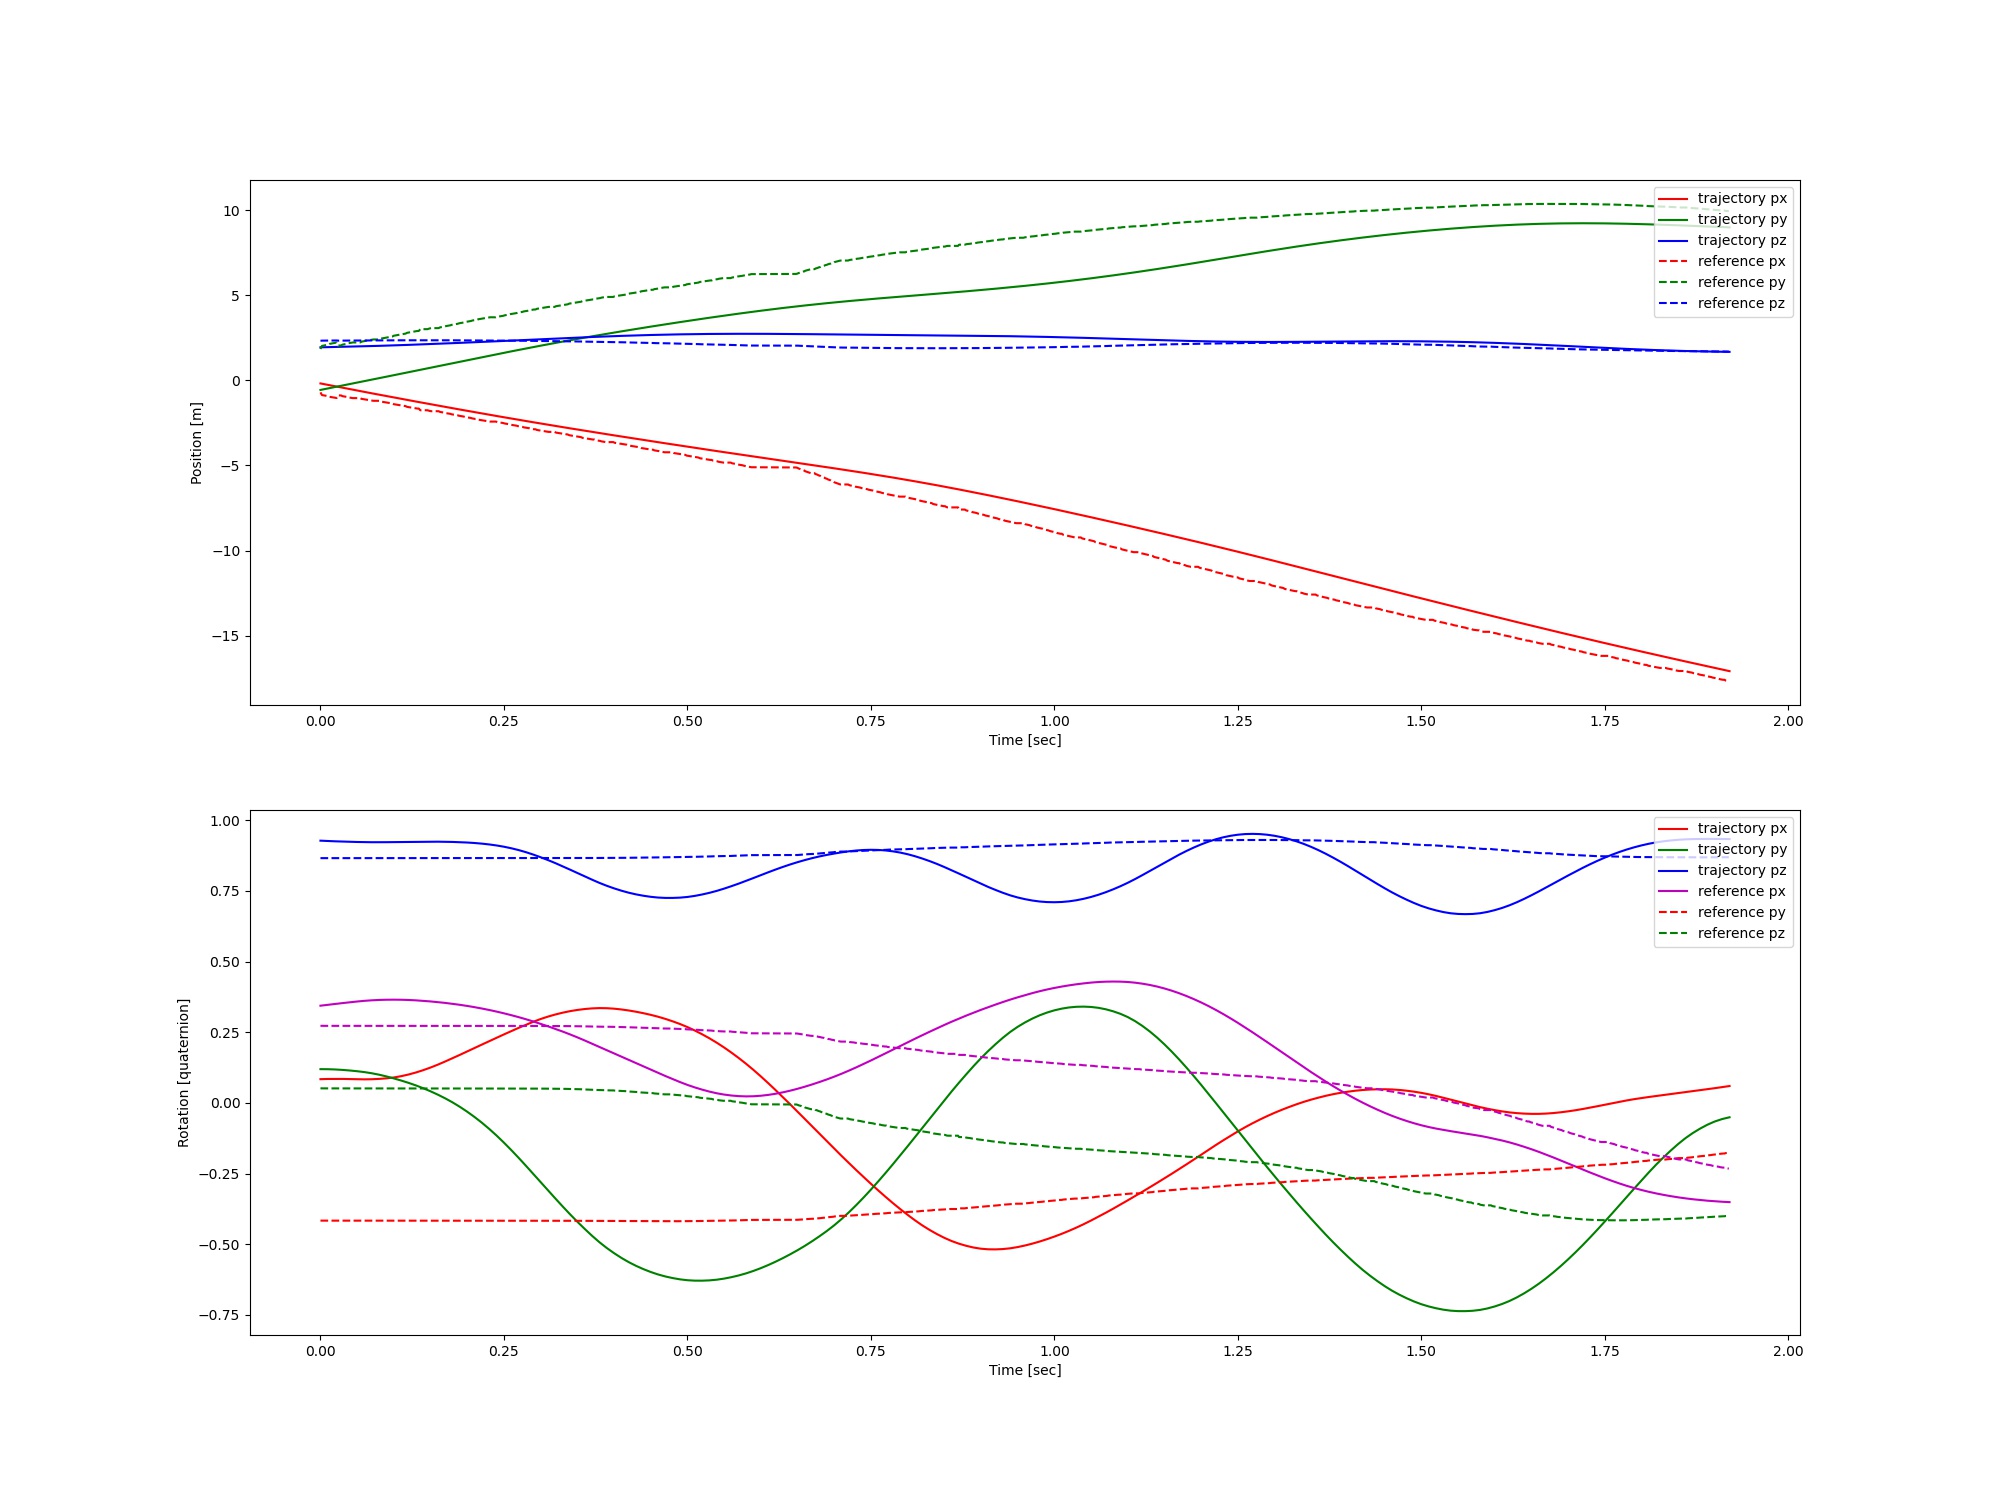 10
5
0
−5
−10
−15
Position [m]
trajectory px
trajectory py
trajectory pz
reference px
reference py
reference pz
0.00 0.25 0.50 0.75 1.00 1.25 1.50 1.75 2.00
Time [sec]
1.00
0.75
0.50
0.25
0.00
−0.25
−0.50
−0.75
Rotation [quaternion]
trajectory px
trajectory py
trajectory pz
reference px
reference py
reference pz
0.00 0.25 0.50 0.75 1.00 1.25 1.50 1.75 2.00
Time [sec]